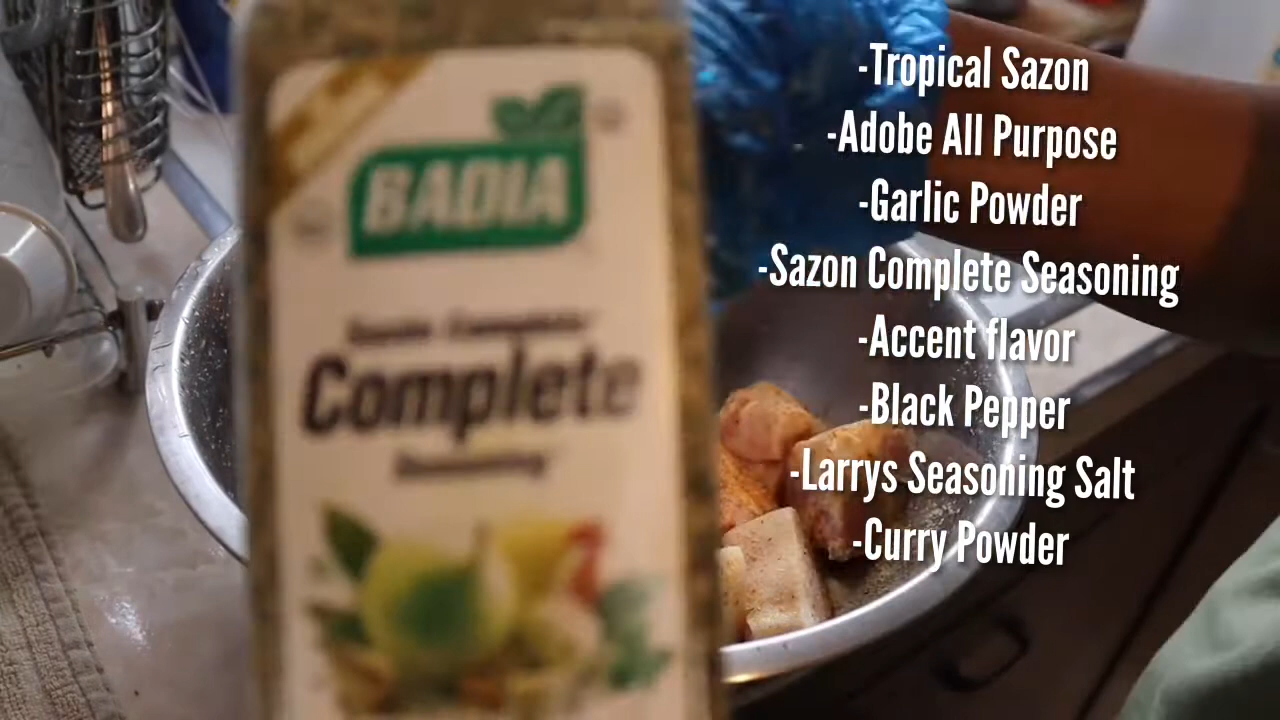 BADIA
Complete
Seasoning
-Tropical Sazon
-Adobe All Purpose
-Garlic Powder
-Sazon Complete Seasoning
-Accent flavor
-Black Pepper
-Larrys Seasoning Salt
-Curry Powder